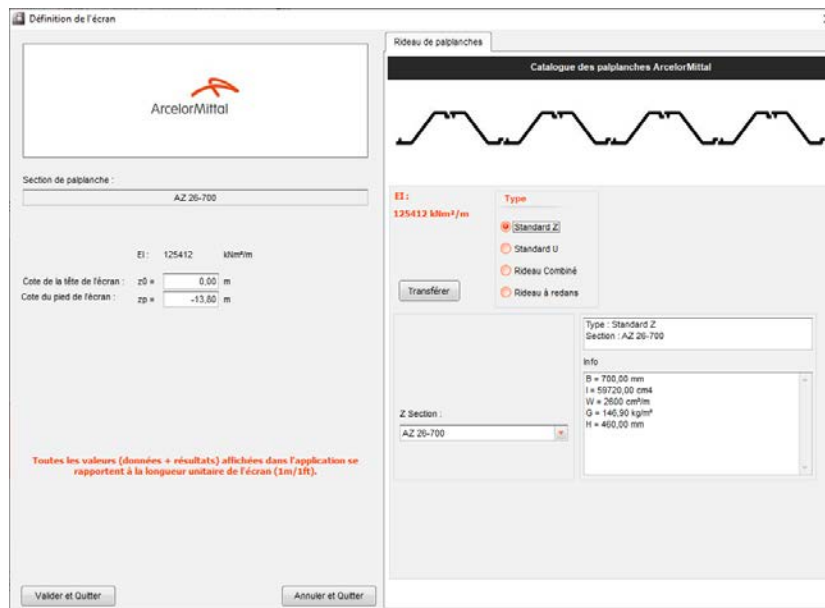 Définition de l'écran
ArcelorMittal
Section de palplanche :
AZ 26-700
EI : 125412 kNm²/m
Cote de la tête de l'écran : z0 = 0,00 m
Cote du pied de l'écran : zp = -13,80 m
Toutes les valeurs (données + résultats) affichées dans l'application se
rapportent à la longueur unitaire de l'écran (1m/1ft).
Valider et Quitter
Annuler et Quitter
Rideau de palplanches
Catalogue des palplanches ArcelorMittal
EI :
125412 kNm²/m
Transférer
Type
Standard Z
Standard U
Rideau Combiné
Rideau à redans
Z Section :
AZ 26-700
Type : Standard Z
Section : AZ 26-700
Info
B = 700,00 mm
I = 59720,00 cm4
W = 2600 cm³/m
G = 146,90 kg/m²
H = 460,00 mm